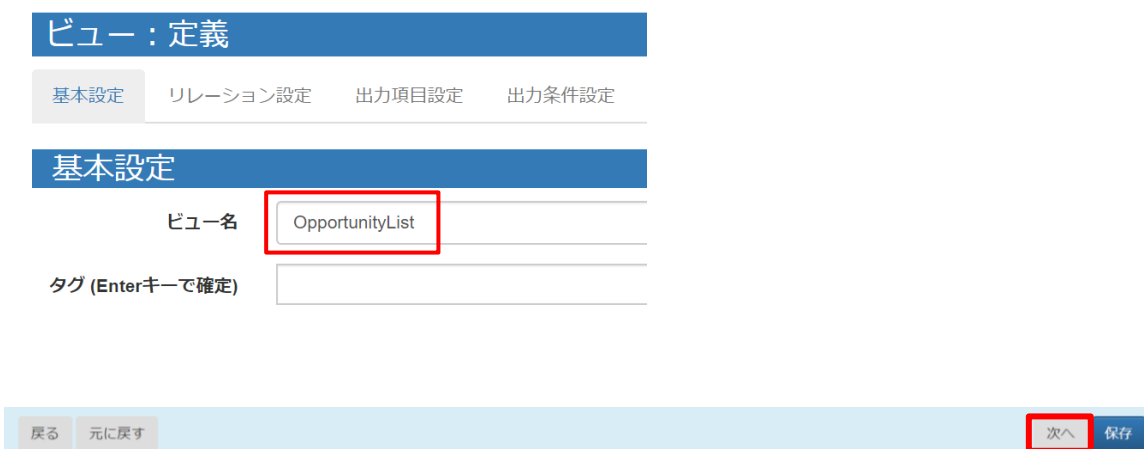 ビュー：定義
基本設定 リレーション設定 出力項目設定 出力条件設定
基本設定
ビュー名 OpportunityList
タグ (Enterキーで確定)
戻る 元に戻す 次へ 保存